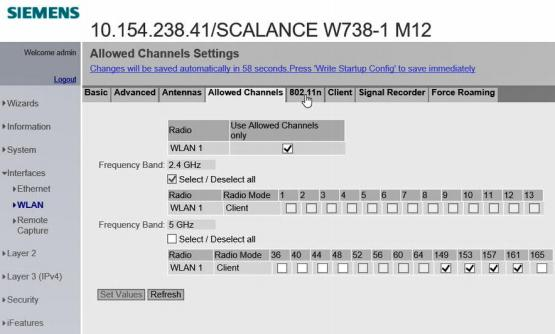 SIEMENS
10.154.238.41/SCALANCE W738-1 M12
Welcome admin
Logout
Allowed Channels Settings
Changes will be saved automatically in 58 seconds.Press 'Write Startup Config' to save immediately
Basic Advanced Antennas Allowed Channels 802.11n Client Signal Recorder Force Roaming
Wizards
Information
System
Interfaces
Ethernet
WLAN
Remote Capture
Layer 2
Layer 3 (IPv4)
Security
iFeatures
Radio Use Allowed Channels only
WLAN 1
Frequency Band: 2.4 GHz
Select / Deselect all
Radio Radio Mode 1 2 3 4 5 6 7 8 9 10 11 12 13
WLAN 1 Client
Frequency Band: 5 GHz
Select / Deselect all
Radio Radio Mode 36 40 44 48 52 56 60 64 149 153 157 161 165
WLAN 1 Client
Set Values Refresh